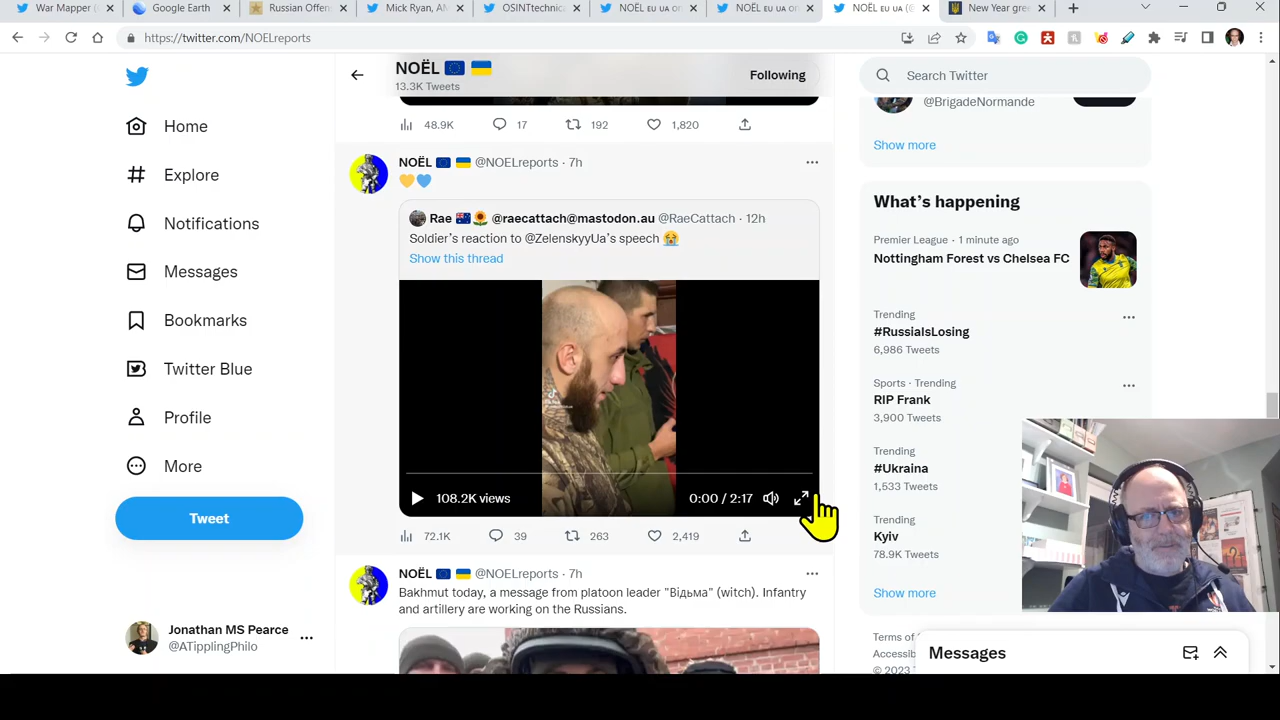 War Mapper (
Google Earth
Russian Offen
Mick Ryan, AM
OSINTtechnica
NOËL EU UA on
NOËL EU UA on
NOËL EU UA (@
New Year gree
https://twitter.com/NOELreports
NOËL 🇪🇺 🇺🇦
13.3K Tweets
Following
Search Twitter
Home
Explore
Notifications
Messages
Bookmarks
Twitter Blue
Profile
More
Tweet
Jonathan MS Pearce
@ATipplingPhilo
48.9K 17 192 1,820
NOËL 🇪🇺 🇺🇦 @NOELreports · 7h
🧡💙
Rae 🇦🇺 🌻 @raecattach@mastodon.au @RaeCattach · 12h
Soldier’s reaction to @ZelenskyyUa’s speech 😭
Show this thread
108.2K views
0:00 / 2:17
72.1K 39 263 2,419
NOËL 🇪🇺 🇺🇦 @NOELreports · 7h
Bakhmut today, a message from platoon leader "Відьма" (witch). Infantry
and artillery are working on the Russians.
@BrigadeNormande
Show more
What’s happening
Premier League · 1 minute ago
Nottingham Forest vs Chelsea FC
Trending
#RussiaIsLosing
6,986 Tweets
Sports · Trending
RIP Frank
3,900 Tweets
Trending
#Ukraina
1,533 Tweets
Trending
Kyiv
78.9K Tweets
Show more
Terms of
Accessib
© 2023
Messages